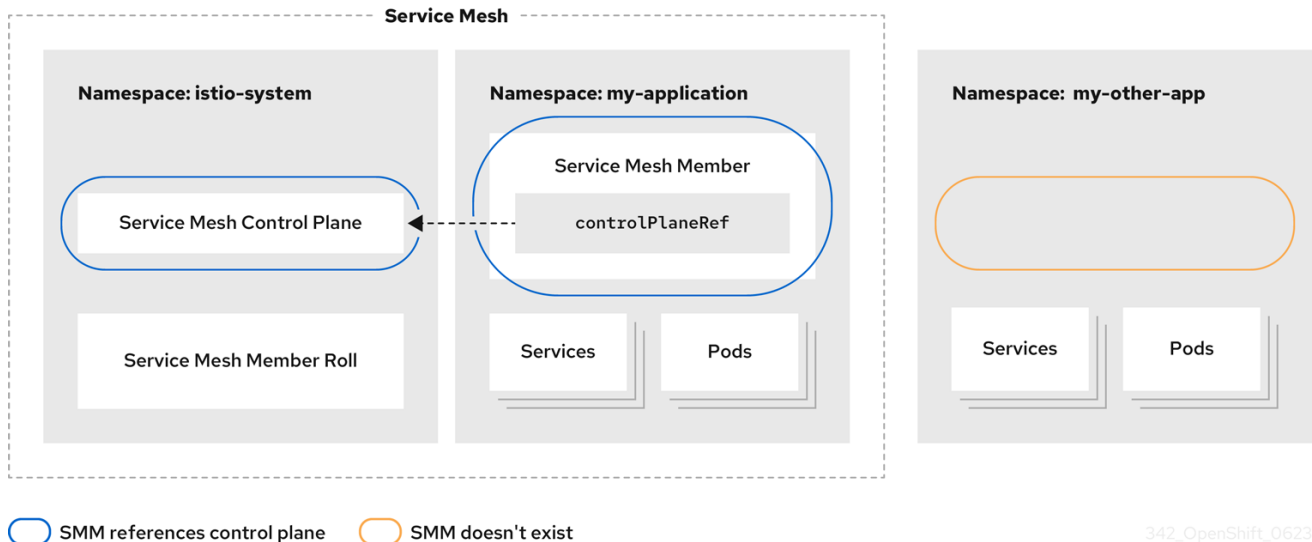 Service Mesh
Namespace: istio-system
Namespace: my-application
Namespace: my-other-app
Service Mesh Member
Service Mesh Control Plane
controlPlaneRef
Service Mesh Member Roll
Services
Pods
Services
Pods
SMM references control plane
SMM doesn't exist
342_OpenShift_0623